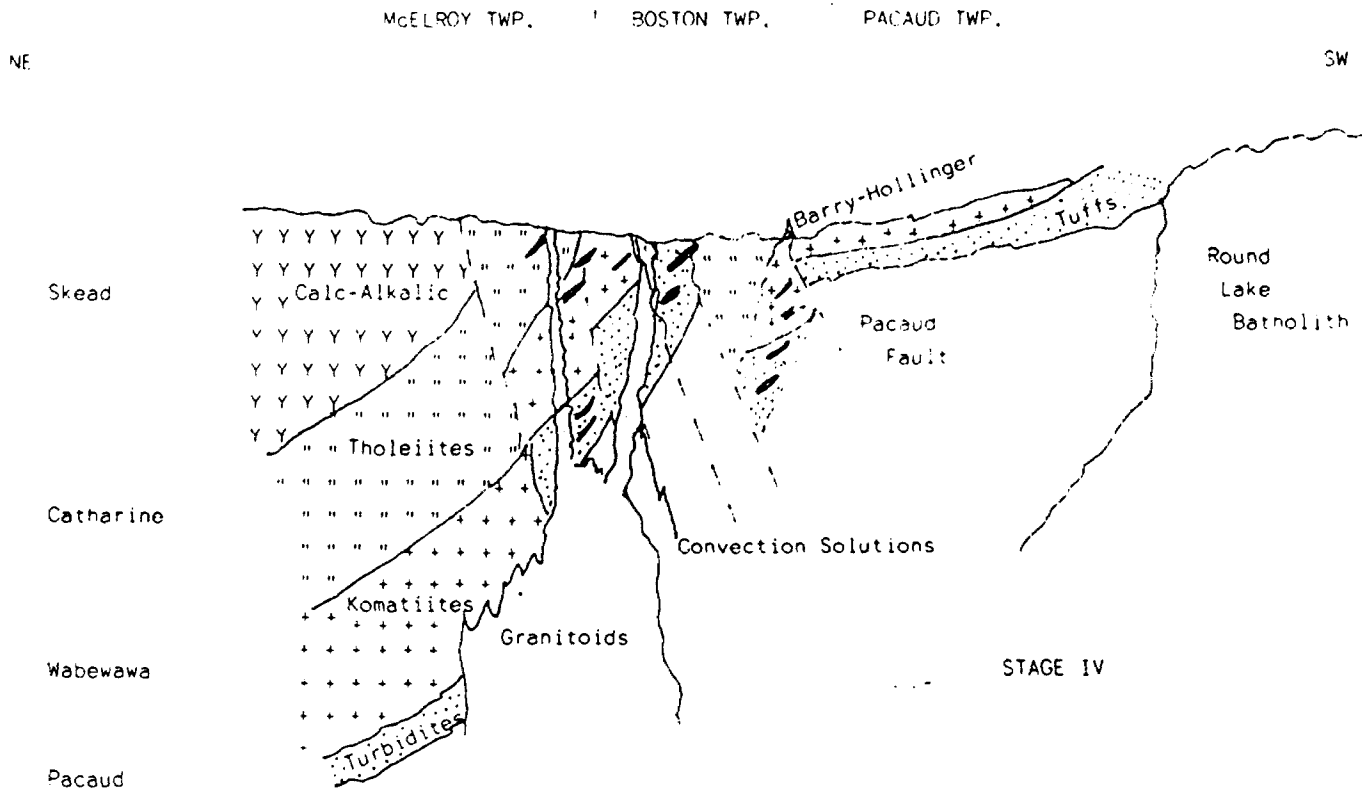 McELROY TWP. BOSTON TWP. PACAUD TWP.
NE SW
Barry-Hollinger
Tuffs
Skead Calc-Alkalic Round
Lake
Batholith
Pacaud
Fault
Tholeiites
Catharine
Convection Solutions
Komatiites
Granitoids
Wabewawa STAGE IV
Turbidites
Pacaud